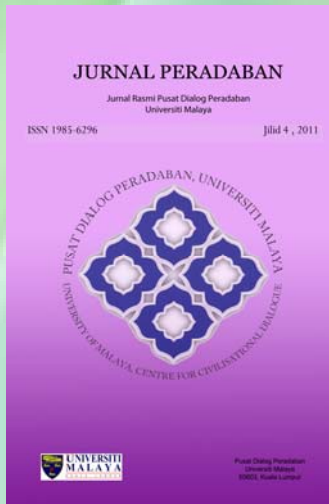 JURNAL PERADABAN
Jurnal Rasmi Pusat Dialog Peradaban
Universiti Malaya
ISSN 1985-6296
Jilid 4 , 2011
PUSAT DIALOG PERADABAN, UNIVERSITI MALAYA
UNIVERSITY OF MALAYA, CENTRE FOR CIVILISATIONAL DIALOGUE
UNIVERSITI
MALAYA
Pusat Dialog Peradaban
Universiti Malaya
Kuala Lumpur